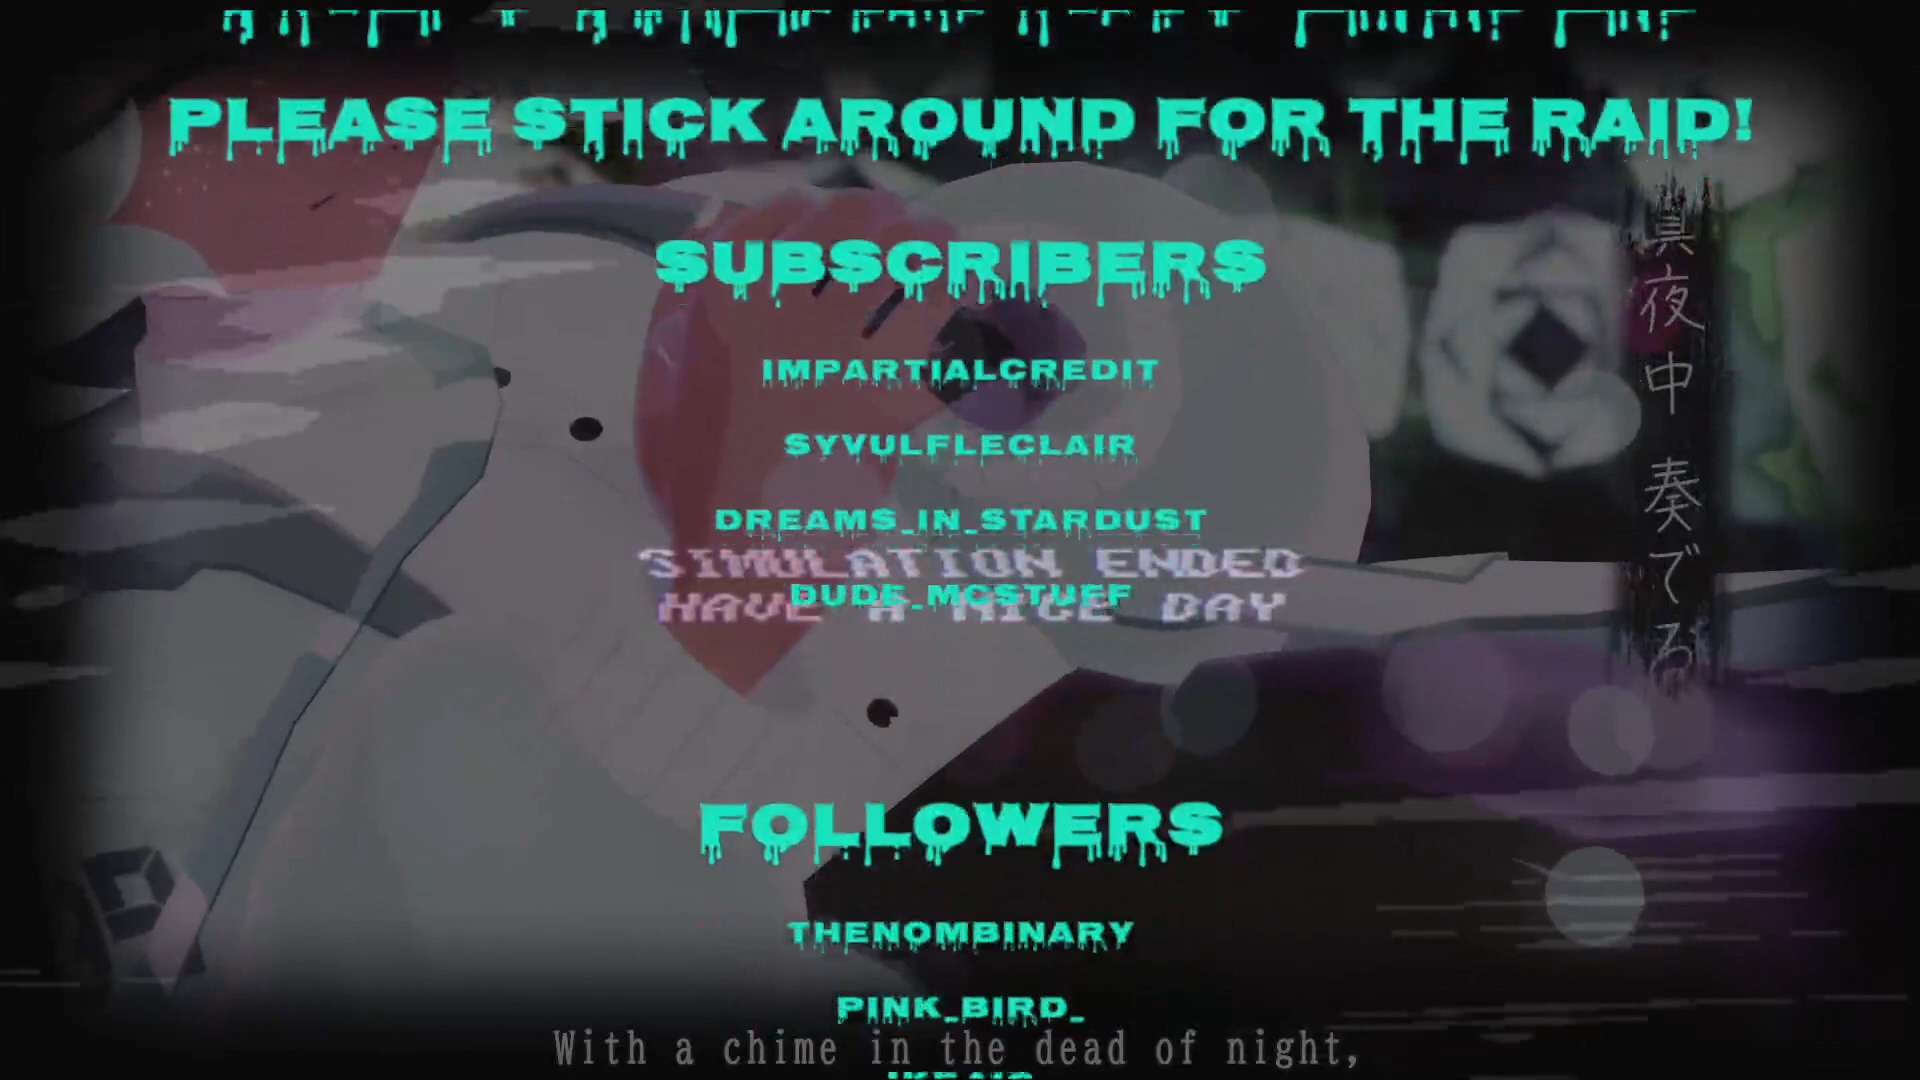 PLEASE STICK AROUND FOR THE RAID!
SUBSCRIBERS
IMPARTIALCREDIT
SYVULFLECLAIR
DREAMS_IN_STARDUST
SIMULATION ENDED
DUDE_MCSTUFF
HAVE A NICE DAY
真夜中 奏でる
FOLLOWERS
THENOMBINARY
PINK_BIRD_
With a chime in the dead of night,